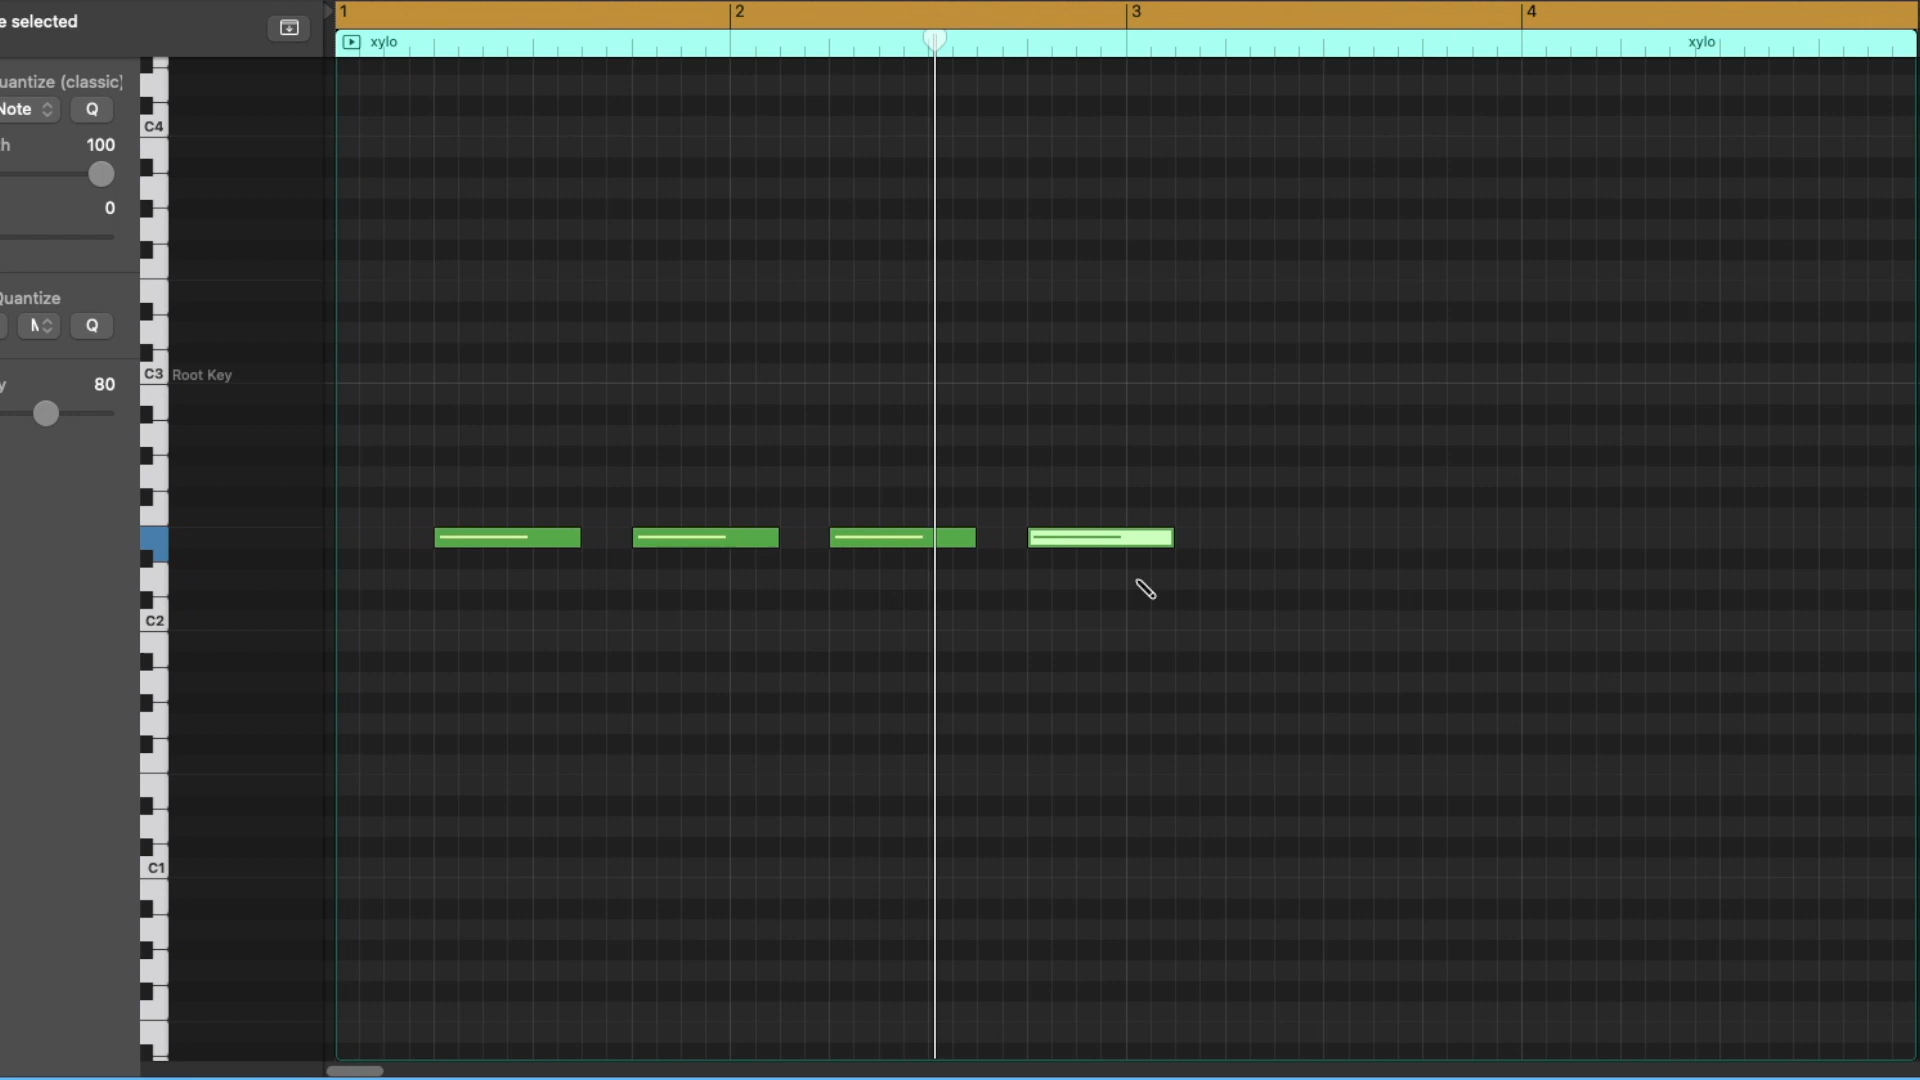 e selected
1
2
3
4
xylo
xylo
uantize (classic)
Note
Q
th
100
0
Quantize
Q
y
80
C4
C3
Root Key
C2
C1